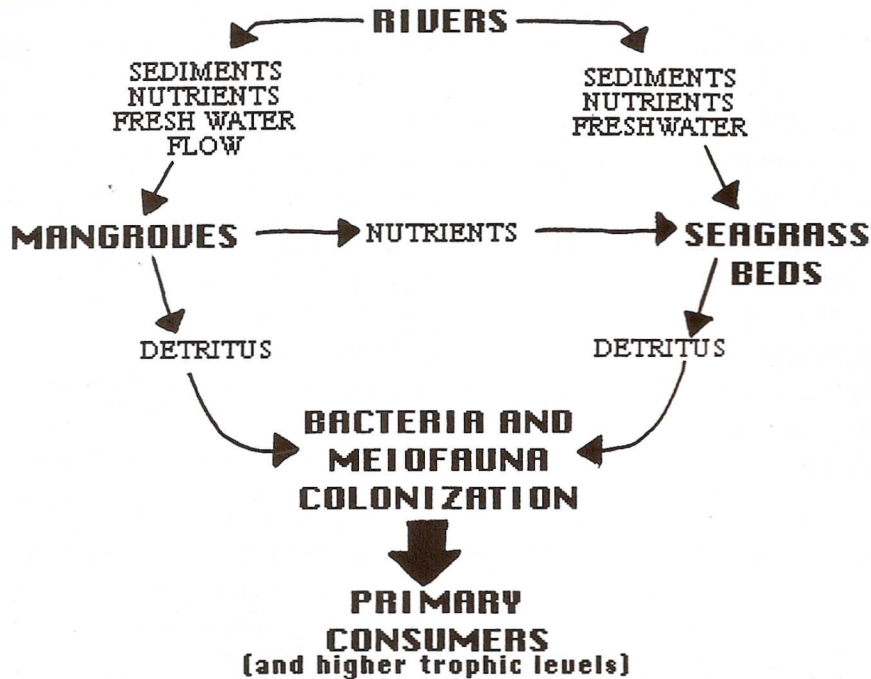 RIVERS
SEDIMENTS
NUTRIENTS
FRESH WATER
FLOW
SEDIMENTS
NUTRIENTS
FRESHWATER
MANGROVES
NUTRIENTS
SEAGRASS
BEDS
DETRITUS
DETRITUS
BACTERIA AND
MEIOFAUNA
COLONIZATION
PRIMARY
CONSUMERS
(and higher trophic levels)